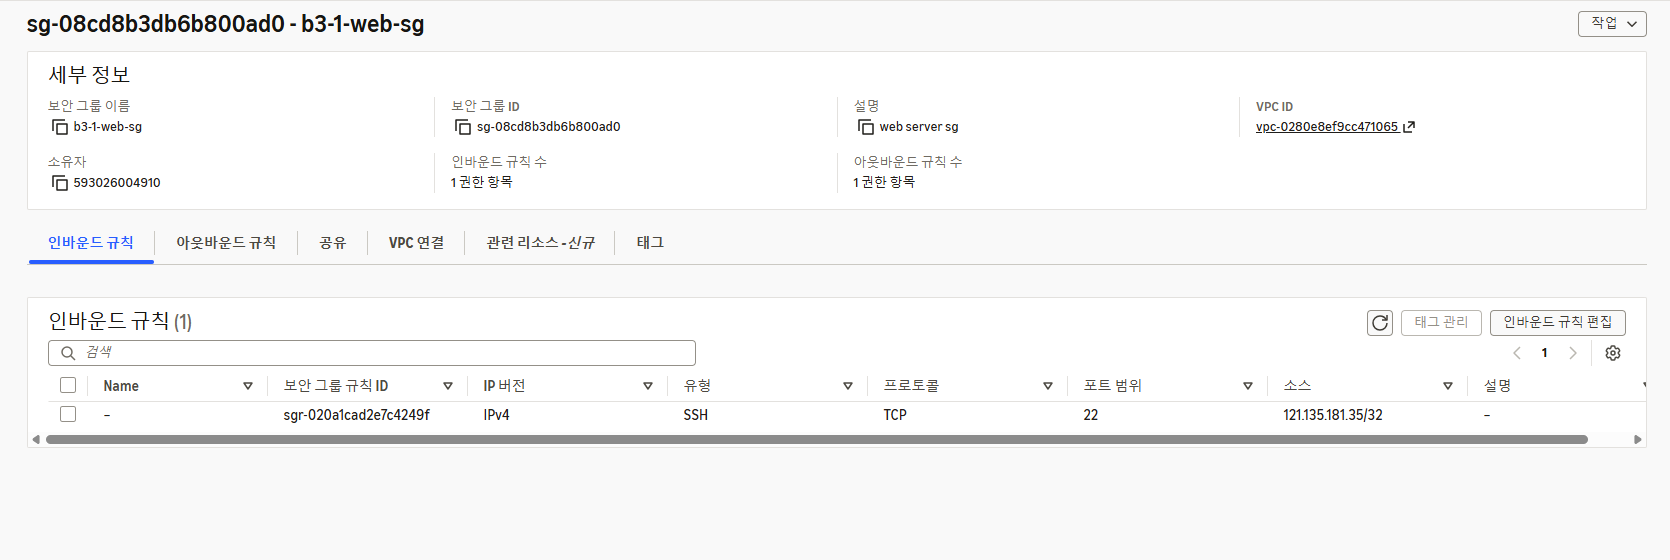 sg-08cd8b3db6b800ad0 - b3-1-web-sg
작업
세부 정보
보안 그룹 이름
b3-1-web-sg
보안 그룹 ID
sg-08cd8b3db6b800ad0
설명
web server sg
VPC ID
vpc-0280e8ef9cc471065
소유자
593026004910
인바운드 규칙 수
1 권한 항목
아웃바운드 규칙 수
1 권한 항목
인바운드 규칙 아웃바운드 규칙 공유 VPC 연결 관련 리소스 - 신규 태그
인바운드 규칙 (1)
태그 관리 인바운드 규칙 편집
검색
1
Name 보안 그룹 규칙 ID IP 버전 유형 프로토콜 포트 범위 소스 설명
– sgr-020a1cad2e7c4249f IPv4 SSH TCP 22 121.135.181.35/32 –